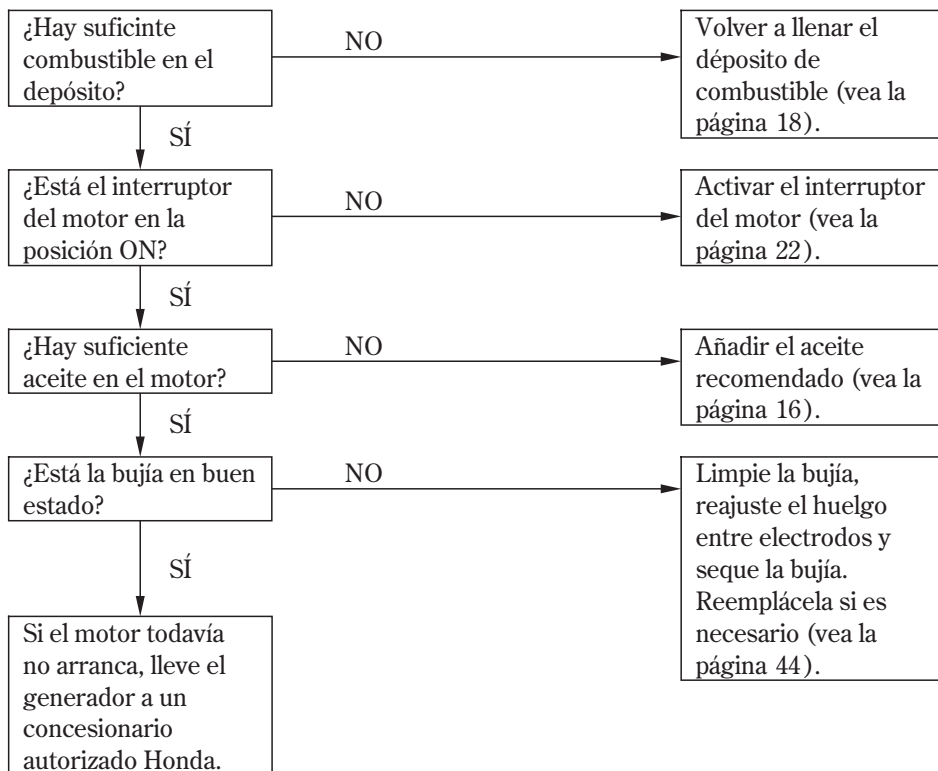 ¿Hay suficinte
combustible en el
depósito?
NO
Volver a llenar el
déposito de
combustible (vea la
página 18).
SÍ
¿Está el interruptor
del motor en la
posición ON?
NO
Activar el interruptor
del motor (vea la
página 22).
SÍ
¿Hay suficiente
aceite en el motor?
NO
Añadir el aceite
recomendado (vea la
página 16).
SÍ
¿Está la bujía en buen
estado?
NO
Limpie la bujía,
reajuste el huelgo
entre electrodos y
seque la bujía.
Reemplácela si es
necesario (vea la
página 44).
SÍ
Si el motor todavía
no arranca, lleve el
generador a un
concesionario
autorizado Honda.